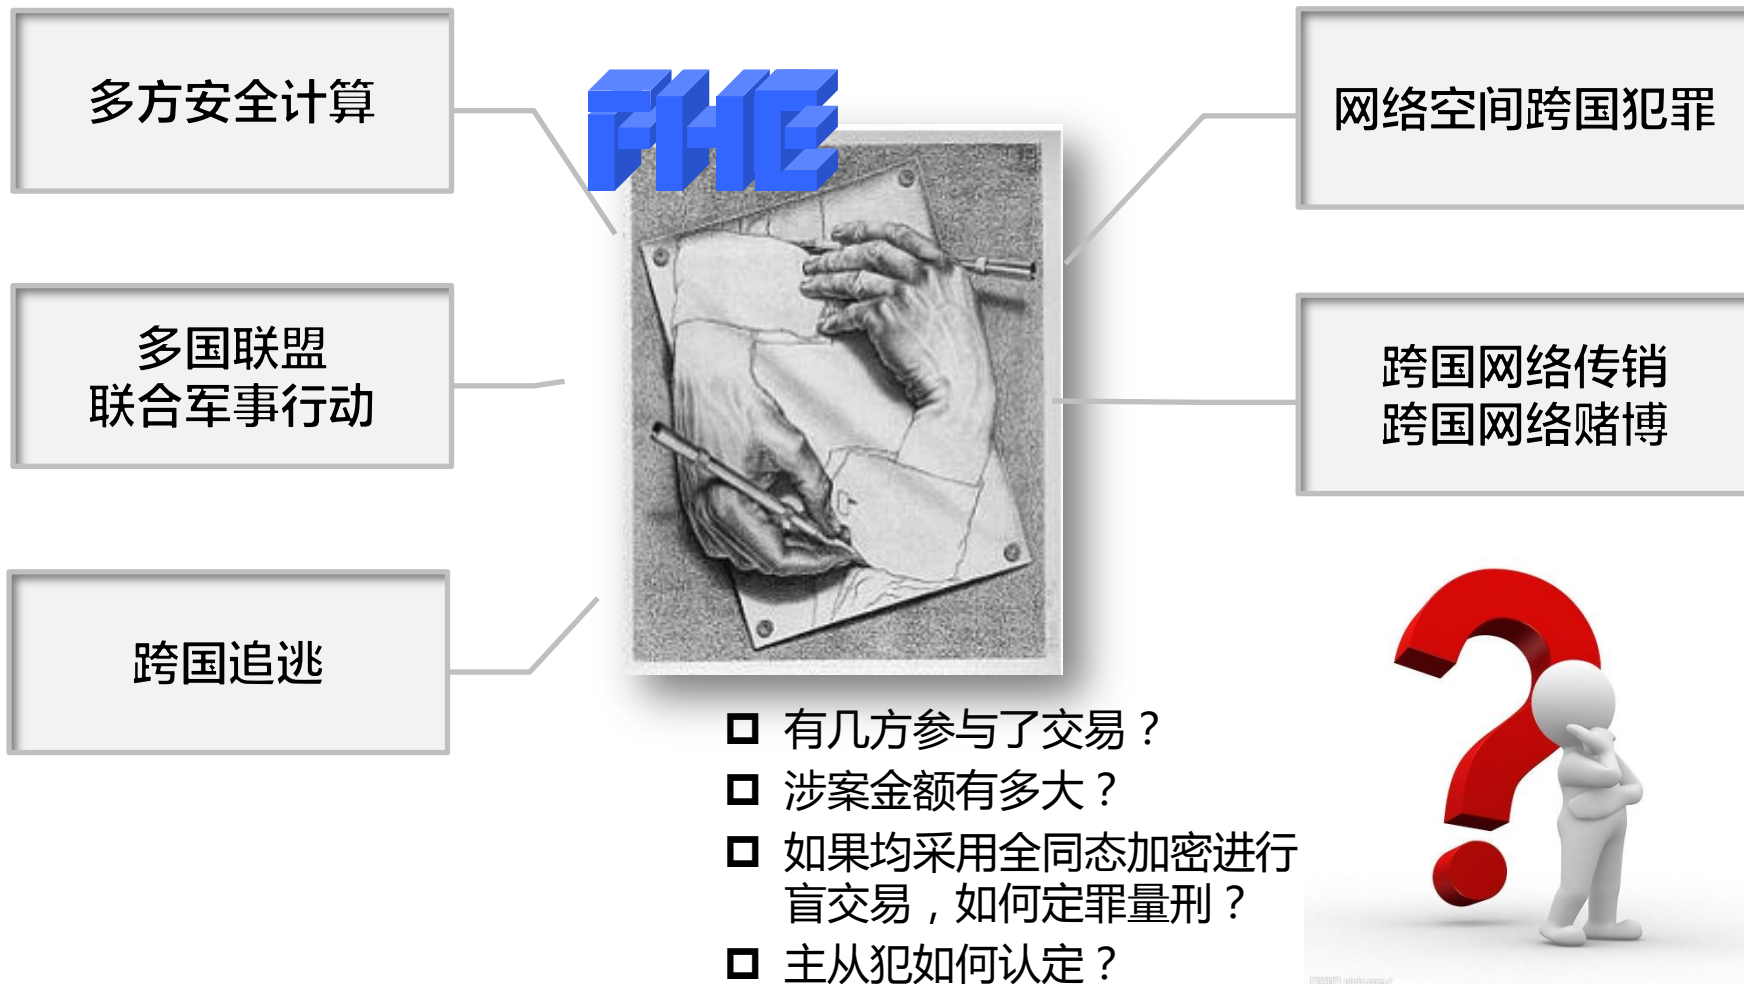 多方安全计算
FHE
网络空间跨国犯罪
多国联盟
联合军事行动
跨国网络传销
跨国网络赌博
跨国追逃
有几方参与了交易？
涉案金额有多大？
如果均采用全同态加密进行
盲交易，如何定罪量刑？
主从犯如何认定？